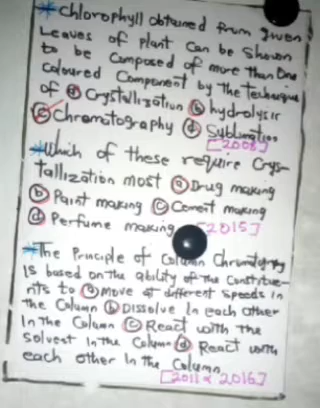 * Chlorophyll obtained from given
Leaves of Plant Can be Shown
to be Composed of more than One
Coloured Component by the Technique
of (a) Crystallization (b) hydrolysis
(c) Chromatography (d) Sublimation
[2008]
* Which of these require Crys-
tallization most (a) Drug making
(b) Paint making (c) Cement making
(d) Perfume making [2015]
* The Principle of Column Chromatography
Is based on the ability of the Constitue-
nts to (a) Move at different Speeds in
the Column (b) Dissolve In each other
In the Column (c) React with the
Solvent in the Column (d) React with
each other In the Column
[2011 & 2016]